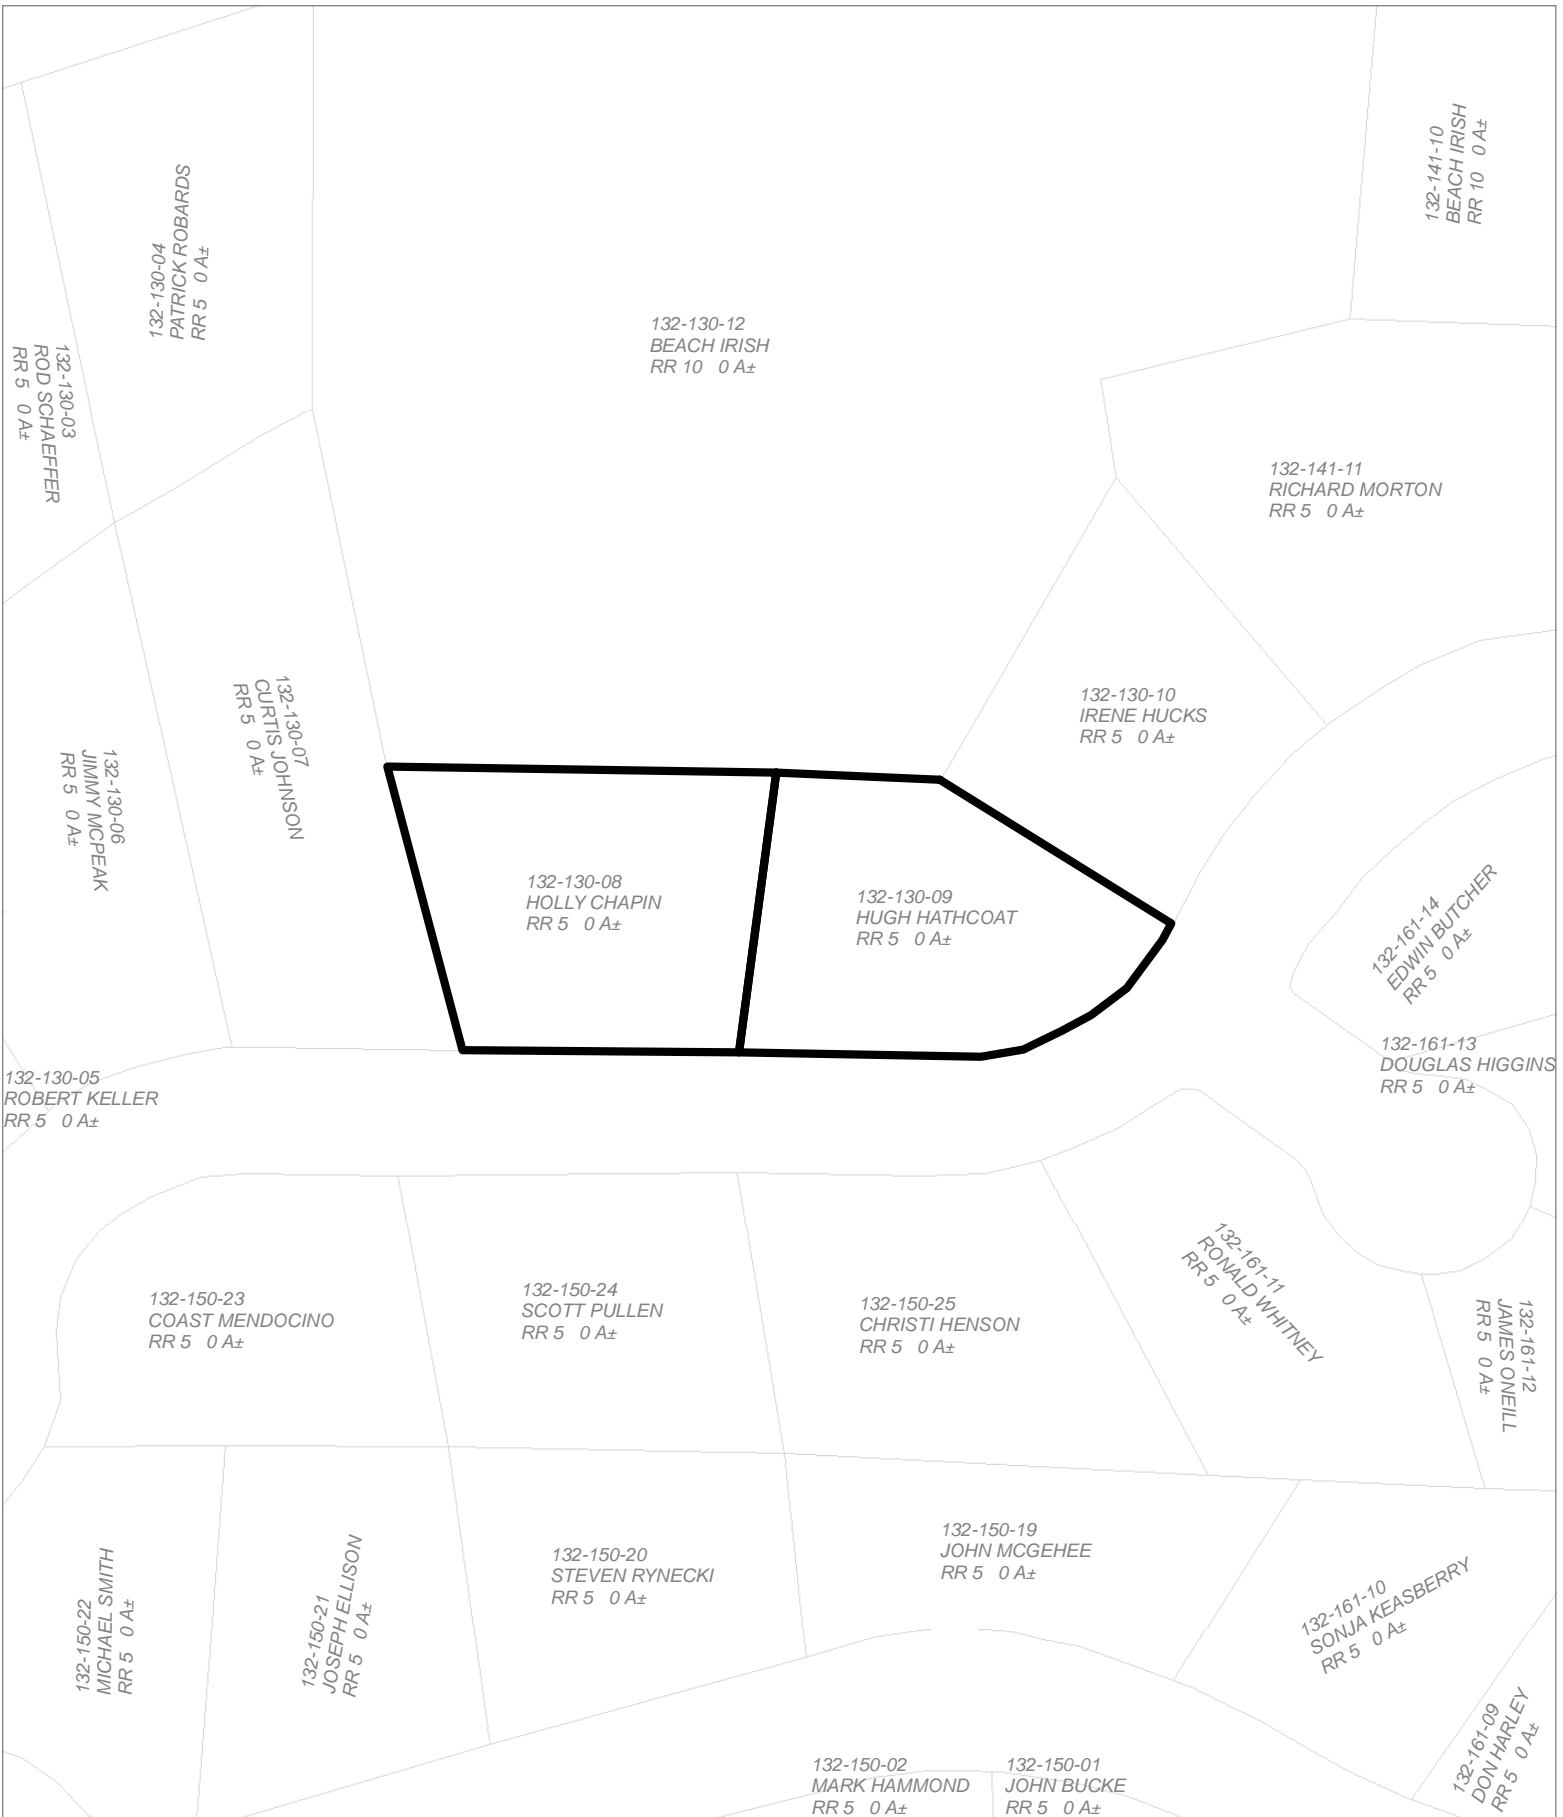 132-141-10
BEACH IRISH
RR 10 0 A±
132-130-04
PATRICK ROBARDS
RR 5 0 A±
132-130-12
BEACH IRISH
RR 10 0 A±
132-130-03
ROD SCHAEFFER
RR 5 0 A±
132-141-11
RICHARD MORTON
RR 5 0 A±
132-130-07
CURTIS JOHNSON
RR 5 0 A±
132-130-10
IRENE HUCKS
RR 5 0 A±
132-130-06
JIMMY MCPEAK
RR 5 0 A±
132-130-08
HOLLY CHAPIN
RR 5 0 A±
132-130-09
HUGH HATHCOAT
RR 5 0 A±
132-161-14
EDWIN BUTCHER
RR 5 0 A±
132-161-13
DOUGLAS HIGGINS
RR 5 0 A±
132-130-05
ROBERT KELLER
RR 5 0 A±
132-161-11
RONALD WHITNEY
RR 5 0 A±
132-150-23
COAST MENDOCINO
RR 5 0 A±
132-150-24
SCOTT PULLEN
RR 5 0 A±
132-150-25
CHRISTI HENSON
RR 5 0 A±
132-161-12
JAMES ONEILL
RR 5 0 A±
132-150-22
MICHAEL SMITH
RR 5 0 A±
132-150-21
JOSEPH ELLISON
RR 5 0 A±
132-150-20
STEVEN RYNECKI
RR 5 0 A±
132-150-19
JOHN MCGEHEE
RR 5 0 A±
132-161-10
SONJA KEASBERRY
RR 5 0 A±
132-161-09
DON HARLEY
RR 5 0 A±
132-150-02
MARK HAMMOND
RR 5 0 A±
132-150-01
JOHN BUCKE
RR 5 0 A±